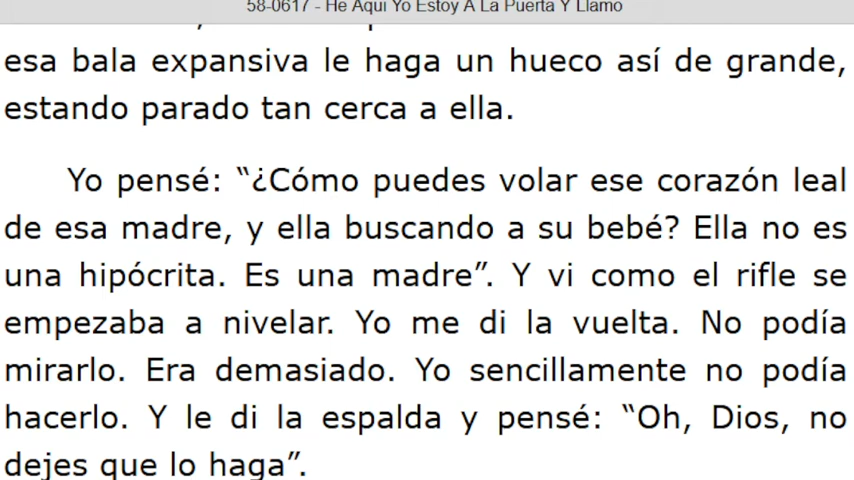 58-0617 - He Aquí Yo Estoy A La Puerta Y Llamo
esa bala expansiva le haga un hueco así de grande,
estando parado tan cerca a ella.
Yo pensé: “¿Cómo puedes volar ese corazón leal
de esa madre, y ella buscando a su bebé? Ella no es
una hipócrita. Es una madre”. Y vi como el rifle se
empezaba a nivelar. Yo me di la vuelta. No podía
mirarlo. Era demasiado. Yo sencillamente no podía
hacerlo. Y le di la espalda y pensé: “Oh, Dios, no
dejes que lo haga”.